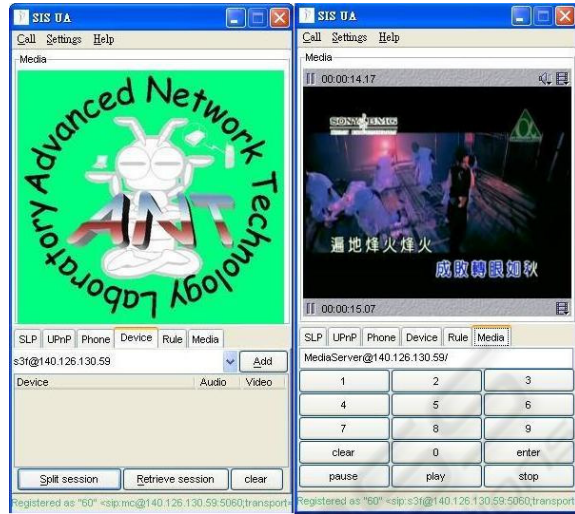 SIS UA
Call Settings Help
Media
Advanced Network Technology Laboratory
ANT
SLP UPnP Phone Device Rule Media
s3f@140.126.130.59 Add
Device Audio Video
Split session Retrieve session clear
Registered as "60" <sip:mc@140.126.130.59:5060;transport=
SIS UA
Call Settings Help
Media
00:00:14.17
SONY BMG
遍地烽火烽火
成敗轉眼如秋
00:00:15.07
SLP UPnP Phone Device Rule Media
MediaServer@140.126.130.59/
1 2 3
4 5 6
7 8 9
clear 0 enter
pause play stop
Registered as "60" <sip:s3f@140.126.130.59:5060;transport